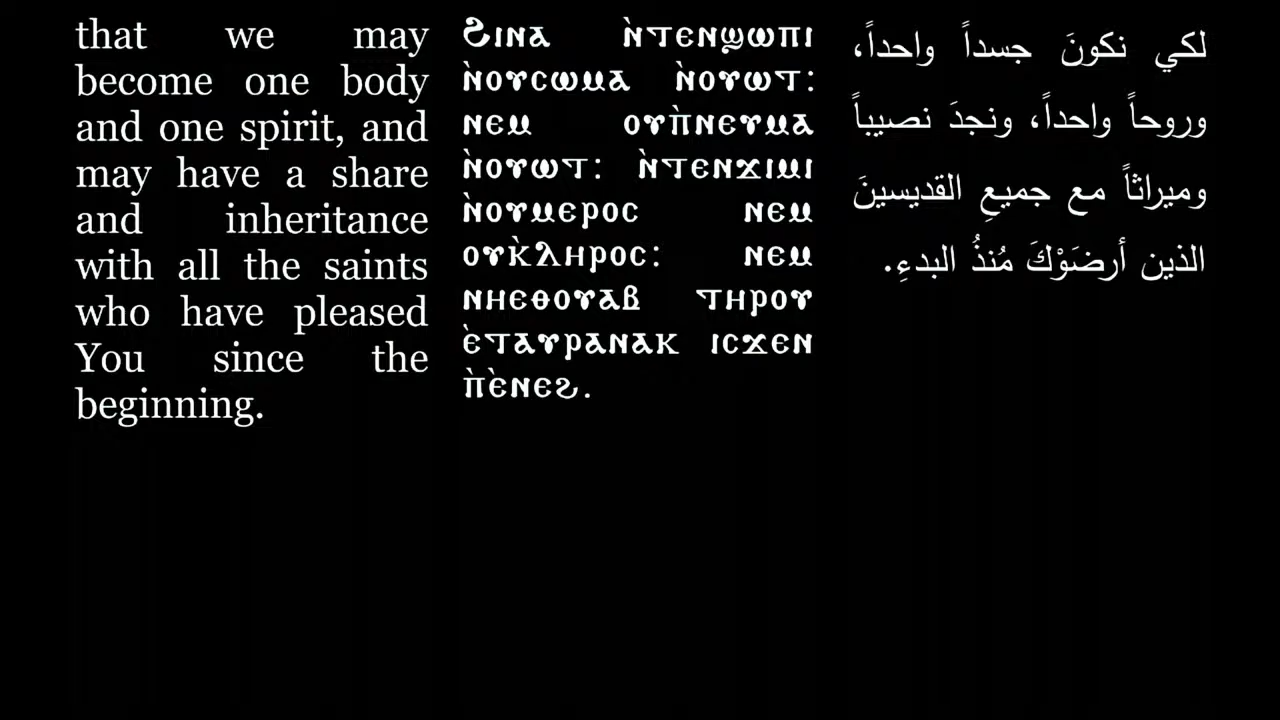 that we may
become one body
and one spirit, and
may have a share
and inheritance
with all the saints
who have pleased
You since the
beginning.
Ϩⲓⲛⲁ ⲛ̀ⲧⲉⲛϣⲱⲡⲓ
ⲛ̀ⲟⲩⲥⲱⲙⲁ ⲛ̀ⲟⲩⲱⲧ:
ⲛⲉⲙ ⲟⲩⲡ̀ⲛⲉⲩⲙⲁ
ⲛ̀ⲟⲩⲱⲧ: ⲛ̀ⲧⲉⲛϫⲓⲙⲓ
ⲛ̀ⲟⲩⲙⲉⲣⲟⲥ ⲛⲉⲙ
ⲟⲩⲕ̀ⲗⲏⲣⲟⲥ: ⲛⲉⲙ
ⲛⲏⲉⲑⲟⲩⲁⲃ ⲧⲏⲣⲟⲩ
ⲉ̀ⲧⲁⲩⲣⲁⲛⲁⲕ ⲓⲥϫⲉⲛ
ⲡ̀ⲉ̀ⲛⲉϩ.
لكي نكونَ جسداً واحداً،
وروحاً واحداً، ونجدَ نصيباً
وميراثاً مع جميعِ القديسينَ
الذين أرضَوْكَ مُنذُ البدءِ.